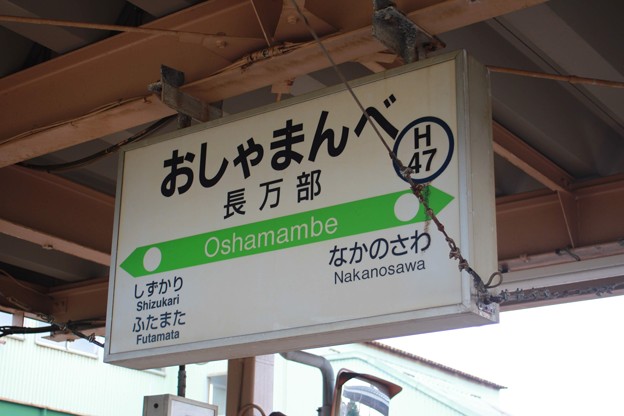 おしゃまんべ
H
47
長万部
Oshamambe
しずかり
Shizukari
ふたまた
Futamata
なかのさわ
Nakanosawa